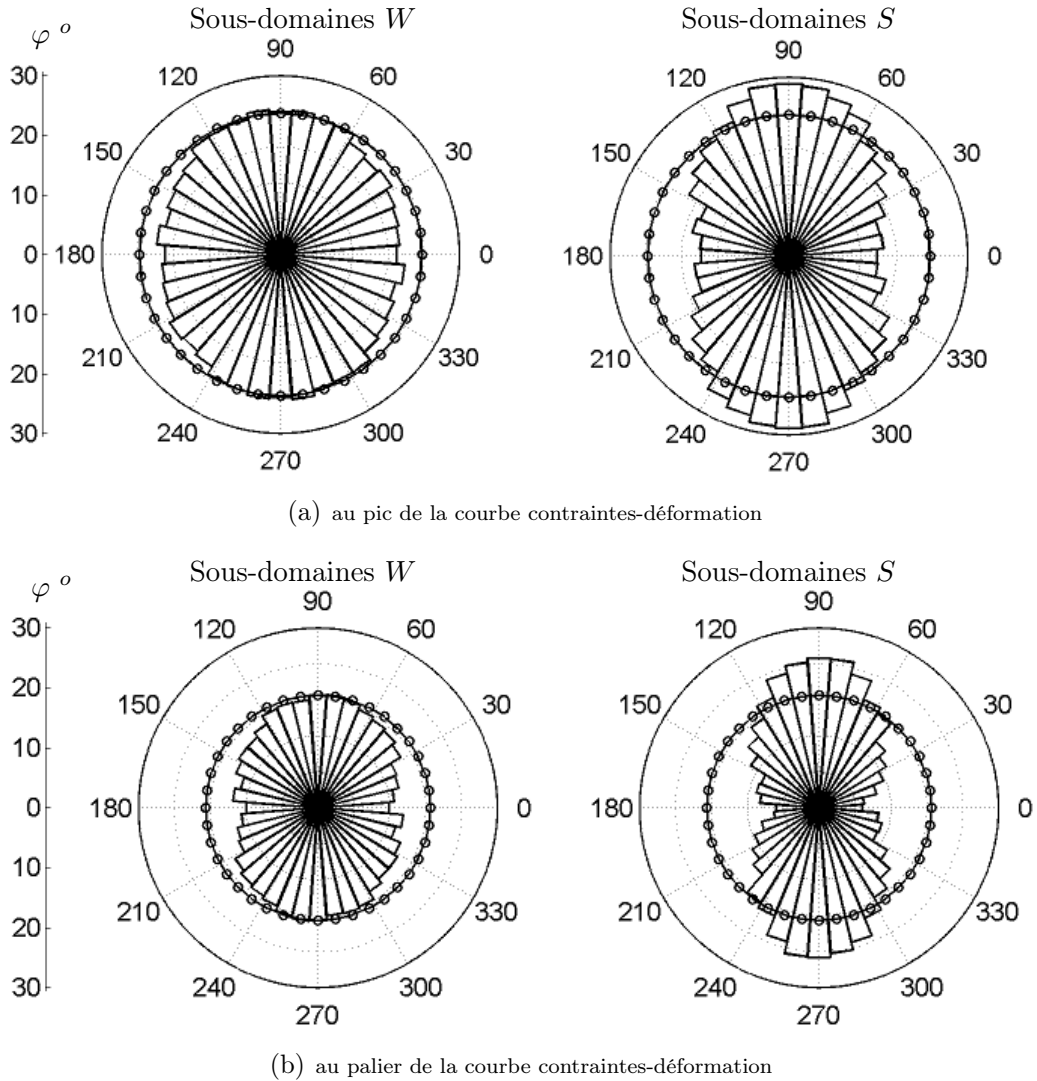 Sous-domaines W Sous-domaines S
φ °
90 90
120 60 120 60
30
20
150 30 150 30
10
0 180 0 180 0
10
210 330 210 330
20
240 300 240 300
30
270 270
(a) au pic de la courbe contraintes-déformation
Sous-domaines W Sous-domaines S
φ °
90 90
30 120 60 120 60
20
150 30 150 30
10
0 180 0 180 0
10
210 330 210 330
20
240 300 240 300
30
270 270
(b) au palier de la courbe contraintes-déformation